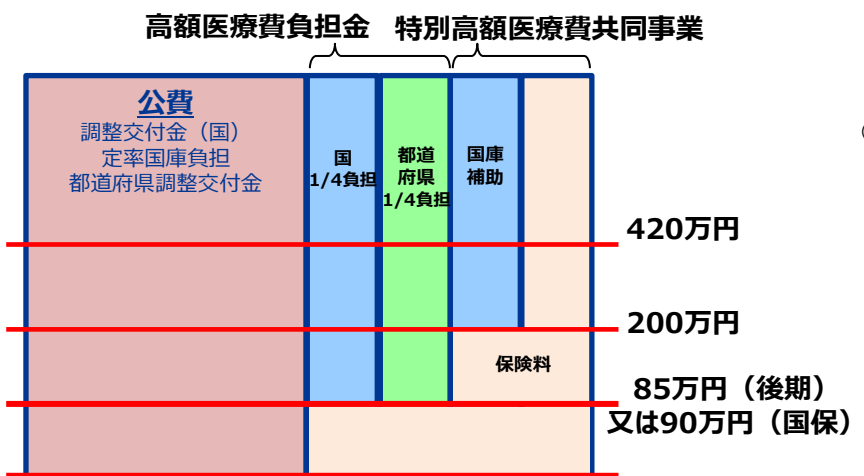 高額医療費負担金 特別高額医療費共同事業
公費
調整交付金（国）
定率国庫負担
都道府県調整交付金
国
1/4負担
都道
府県
1/4負担
国庫
補助
420万円
200万円
保険料
85万円（後期）
又は90万円（国保）